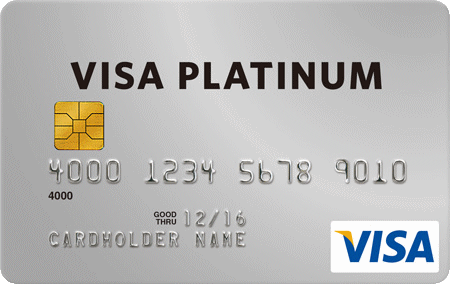 VISA PLATINUM
4000 1234 5678 9010
4000
GOOD THRU 12/16
CARDHOLDER NAME
VISA